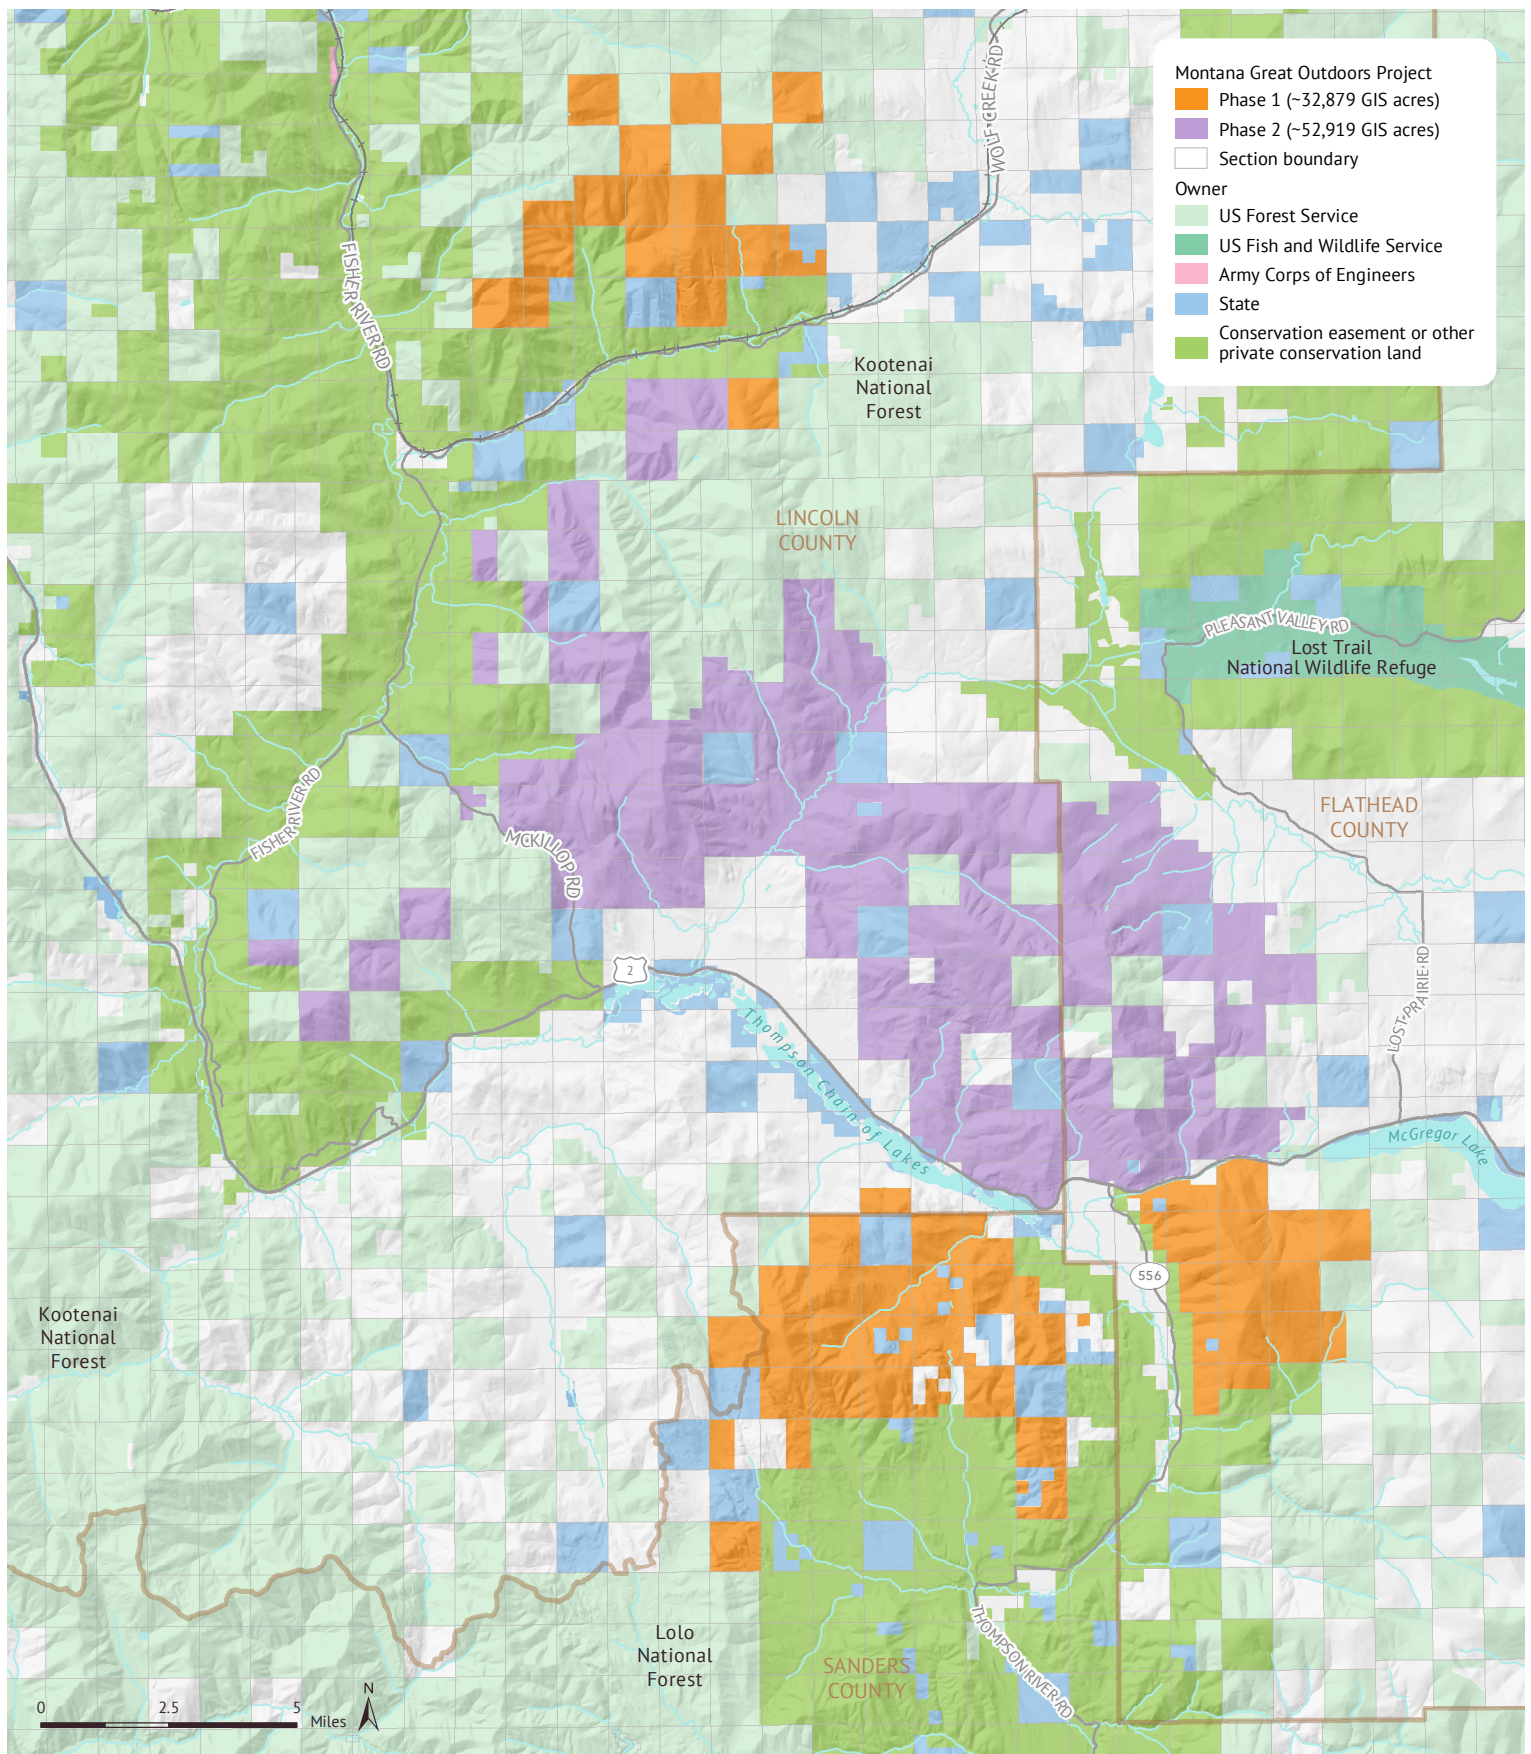 Montana Great Outdoors Project
Phase 1 (~32,879 GIS acres)
Phase 2 (~52,919 GIS acres)
Section boundary
Owner
US Forest Service
US Fish and Wildlife Service
Army Corps of Engineers
State
Conservation easement or other
private conservation land
WOLF CREEK RD
FISHER RIVER RD
Kootenai
National
Forest
LINCOLN
COUNTY
PLEASANT VALLEY RD
Lost Trail
National Wildlife Refuge
FISHER RIVER RD
MCKILLOP RD
FLATHEAD
COUNTY
2
LOST PRAIRIE RD
Thompson Chain of Lakes
McGregor Lake
556
Kootenai
National
Forest
Lolo
National
Forest
SANDERS
COUNTY
THOMPSON RIVER RD
0 2.5 5
Miles
N